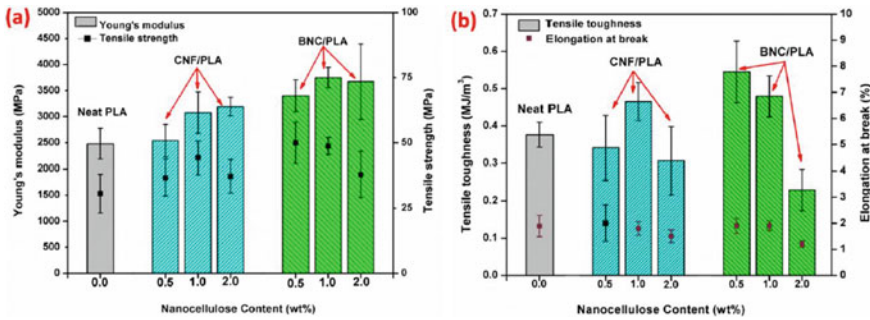 (a)
Young's modulus
Tensile strength
CNF/PLA
BNC/PLA
Neat PLA
5000
4500
4000
3500
3000
2500
2000
1500
1000
500
0
Young's modulus (MPa)
100
75
50
25
0
Tensile strength (MPa)
0.0 0.5 1.0 2.0 0.5 1.0 2.0
Nanocellulose Content (wt%)
(b)
Tensile toughness
Elongation at break
CNF/PLA
BNC/PLA
Neat PLA
0.7
0.6
0.5
0.4
0.3
0.2
0.1
0.0
Tensile toughness (MJ/m³)
10
9
8
7
6
5
4
3
2
1
0
Elongation at break (%)
0.0 0.5 1.0 2.0 0.5 1.0 2.0
Nanocellulose Content (wt%)